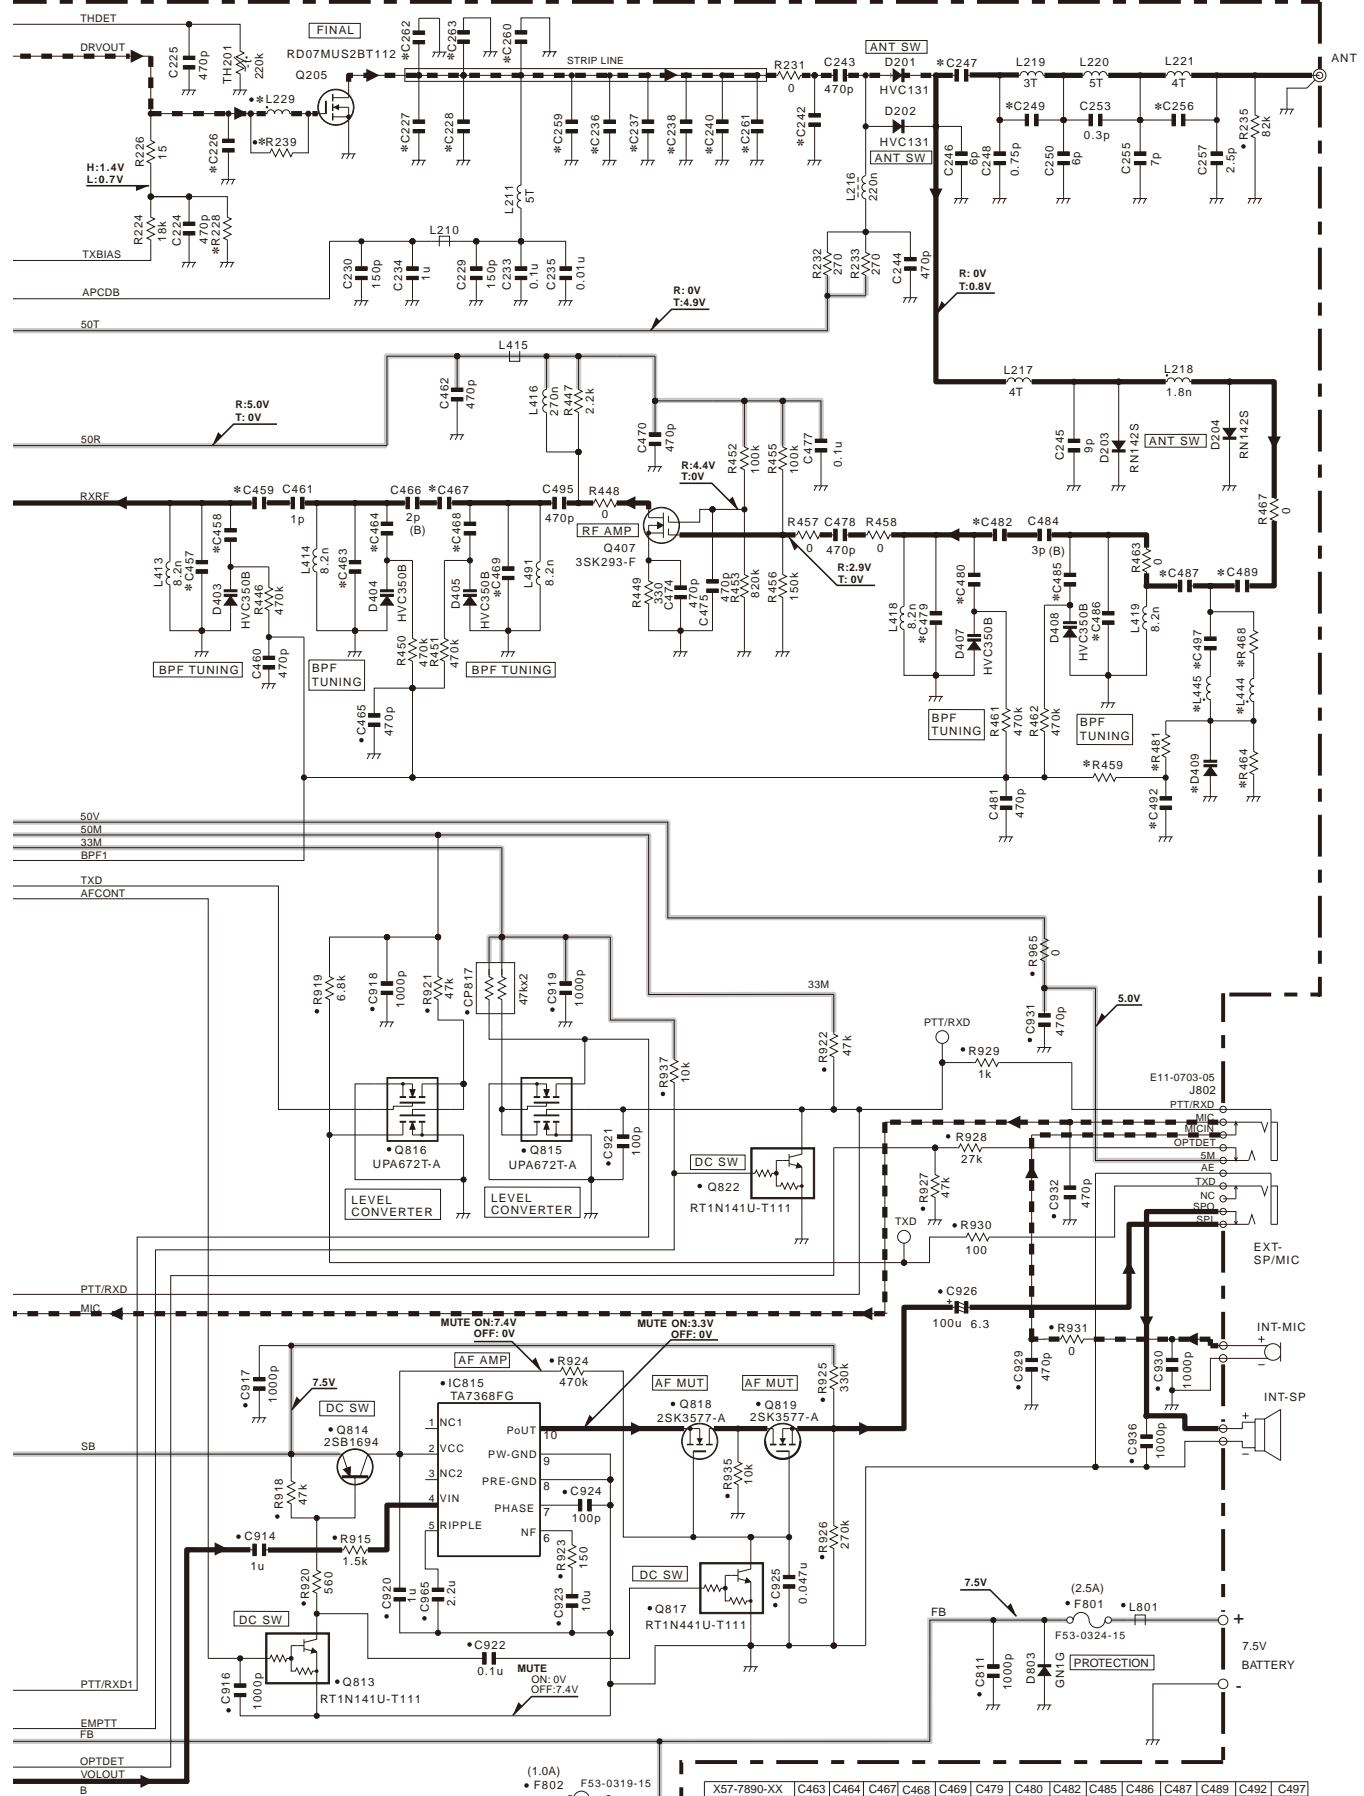 THDET
DRVOUT
C225
470p
TH201
220k
FINAL
RD07MUS2BT112
Q205
*C262
*C263
*C260
STRIP LINE
R231
0
C243
470p
ANT SW
D201
HVC131
*C247
L219
3T
L220
5T
L221
4T
ANT
•*L229
•*R239
R226
15
*C226
*C227
*C228
*C259
*C236
*C237
*C238
*C240
*C261
*C242
D202
HVC131
ANT SW
C246
6p
C248
0.75p
*C249
C250
6p
C253
0.3p
C255
7p
*C256
C257
2.5p
• R235
82k
H:1.4V
L:0.7V
R224
18k
C224
470p
*R228
L211
5T
L216
220n
TXBIAS
L210
C230
150p
C234
1u
C229
150p
C233
0.1u
C235
0.01u
R232
270
R233
270
C244
470p
R: 0V
T:0.8V
APCDB
R: 0V
T:4.9V
50T
L415
C462
470p
L416
270n
R447
2.2k
L217
4T
L218
1.8n
R:5.0V
T: 0V
50R
C470
470p
R452
100k
R455
100k
C477
0.1u
C245
9p
D203
RN142S
ANT SW
D204
RN142S
R:4.4V
T:0V
RXRF
*C459
C461
1p
C466
2p
(B)
*C467
C495
470p
R448
0
RF AMP
Q407
3SK293-F
R457
0
C478
470p
R458
0
*C482
C484
3p (B)
R467
0
R:2.9V
T: 0V
L413
8.2n
*C457
*C458
D403
HVC350B
R446
470k
L414
8.2n
*C463
*C464
D404
HVC350B
*C468
D405
HVC350B
*C469
L491
8.2n
R449
330
C474
470p
C475
470p
R453
820k
R456
150k
L418
8.2n
*C479
*C480
D407
HVC350B
*C485
D408
HVC350B
*C486
R463
0
L419
8.2n
*C487
*C489
BPF TUNING
C460
470p
BPF
TUNING
R450
470k
R451
470k
BPF TUNING
• C465
470p
BPF
TUNING
R461
470k
R462
470k
BPF
TUNING
*C497
*R468
*L445
*L444
*R481
*D409
*R464
*R459
C481
470p
*C492
50V
50M
33M
BPF1
TXD
AFCONT
• R919
6.8k
• C918
1000p
• R921
47k
• CP817
47kx2
• C919
1000p
33M
• R965
0
• C931
470p
5.0V
• R937
10k
• R922
47k
PTT/RXD
• R929
1k
E11-0703-05
J802
PTT/RXD
MIC
MICIN
OPTDET
5M
AE
TXD
NC
SPO
SPI
• Q816
UPA672T-A
• Q815
UPA672T-A
• C921
100p
DC SW
• Q822
RT1N141U-T111
• R928
27k
• R927
47k
• C932
470p
LEVEL
CONVERTER
LEVEL
CONVERTER
TXD
• R930
100
EXT-
SP/MIC
PTT/RXD
MIC
• C926
+
100u 6.3
MUTE ON:7.4V
OFF: 0V
MUTE ON:3.3V
OFF: 0V
• R931
0
INT-MIC
+
−
• C929
470p
• C930
1000p
• C917
1000p
7.5V
DC SW
• Q814
2SB1694
AF AMP
• IC815
TA7368FG
• R924
470k
AF MUT
• Q818
2SK3577-A
AF MUT
• Q819
2SK3577-A
• R925
330k
INT-SP
+
−
1 NC1
2 VCC
3 NC2
4 VIN
5 RIPPLE
PoUT
10
PW-GND
9
PRE-GND
8
PHASE
7
NF
6
SB
• R918
47k
• R935
10k
• C936
1000p
• C924
100p
• C914
1u
• R915
1.5k
• R920
560
• C920
1u
• C965
2.2u
• R923
150
• C923
10u
• R926
270k
DC SW
• Q817
RT1N441U-T111
• C925
0.047u
DC SW
• C916
1000p
• Q813
RT1N141U-T111
• C922
0.1u
MUTE
ON: 0V
OFF:7.4V
7.5V
FB
(2.5A)
• F801
F53-0324-15
• L801
+
7.5V
BATTERY
-
• C811
1000p
D803
GN1G
PROTECTION
PTT/RXD1
EMPTT
FB
OPTDET
VOLOUT
B
(1.0A)
• F802
F53-0319-15
X57-7890-XX C463 C464 C467 C468 C469 C479 C480 C482 C485 C486 C487 C489 C492 C497